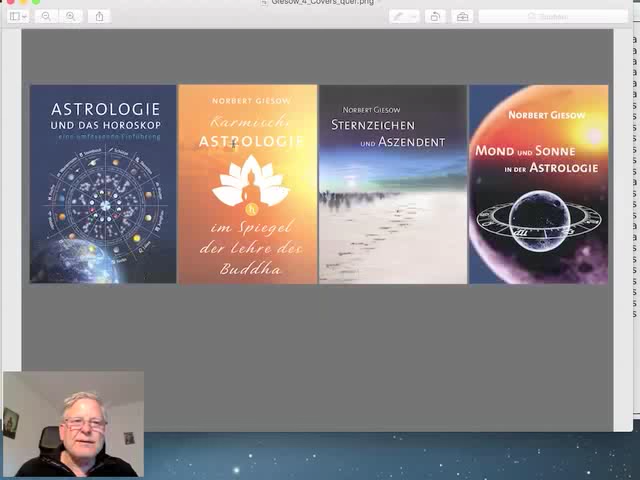 Giesow_4_Covers_quer.png
Suchen
ASTROLOGIE
UND DAS HOROSKOP
eine umfassende Einführung
NORBERT GIESOW
Karmische
ASTROLOGIE
im Spiegel
der Lehre des
Buddha
NORBERT GIESOW
STERNZEICHEN
UND ASZENDENT
NORBERT GIESOW
MOND UND SONNE
IN DER ASTROLOGIE